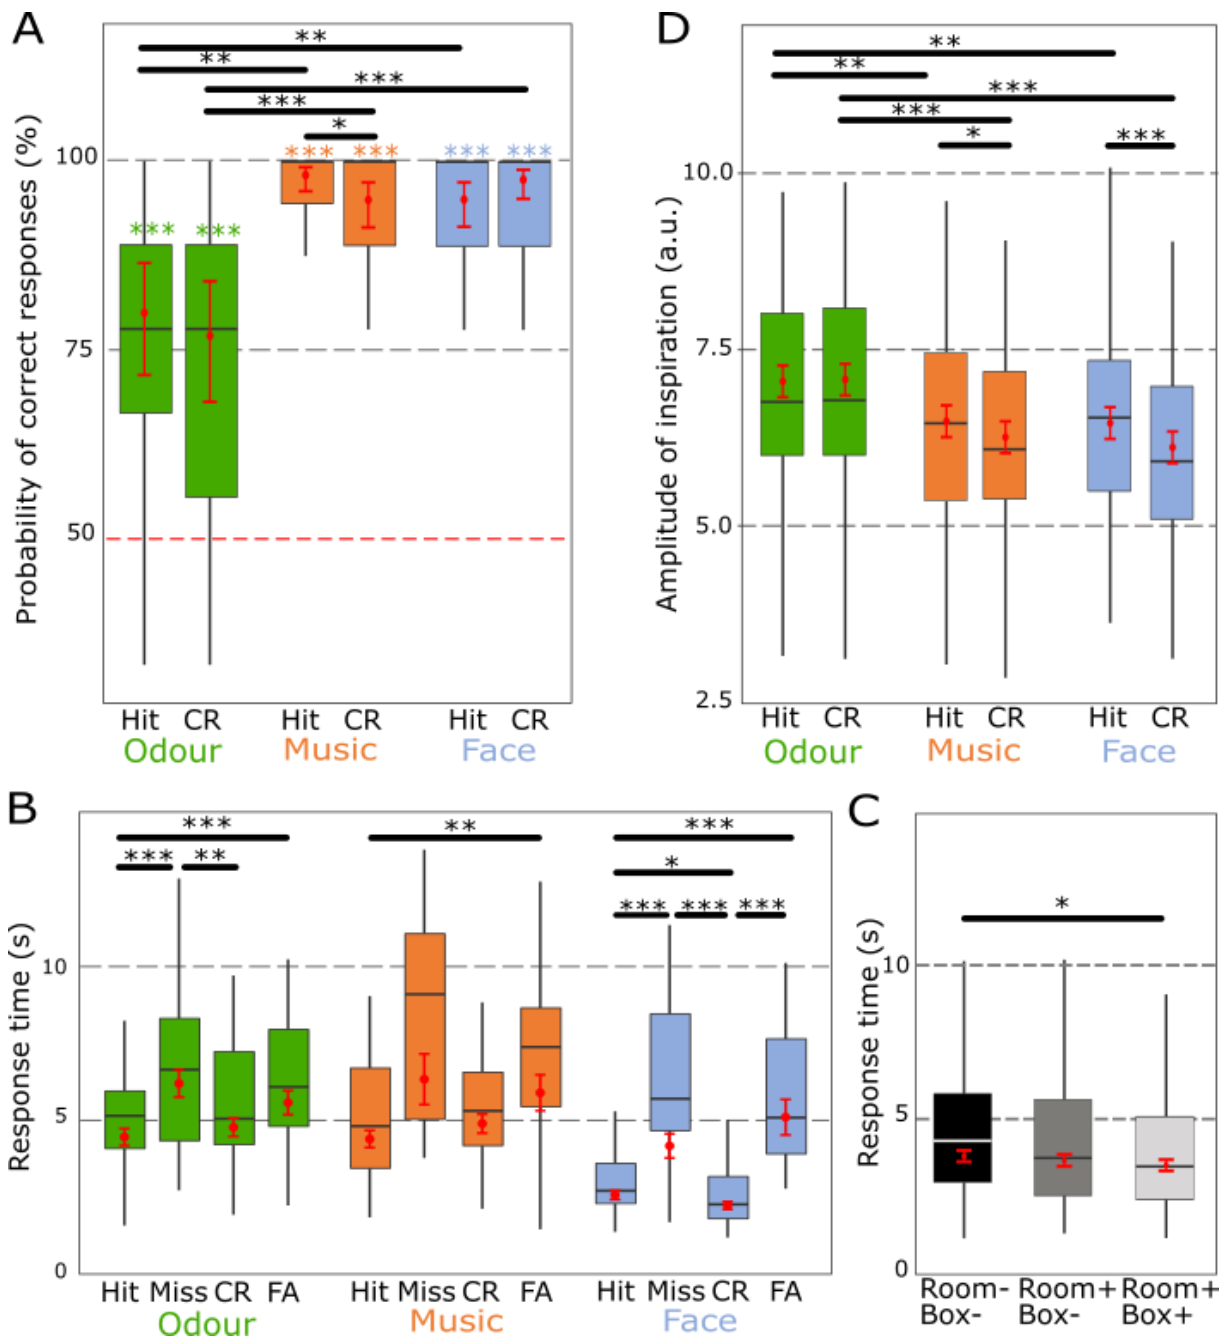 A
Probability of correct responses (%)
**
**
***
***
*
100
*** *** *** ***
*** ***
75
50
Hit CR Hit CR Hit CR
Odour Music Face
D
Amplitude of inspiration (a.u.)
**
**
***
***
* ***
10.0
7.5
5.0
2.5
Hit CR Hit CR Hit CR
Odour Music Face
B
Response time (s)
*** ** ***
*** ** *
*** *** ***
10
5
0
Hit Miss CR FA Hit Miss CR FA Hit Miss CR FA
Odour Music Face
C
Response time (s)
*
10
5
0
Room- Room+ Room+
Box- Box- Box+